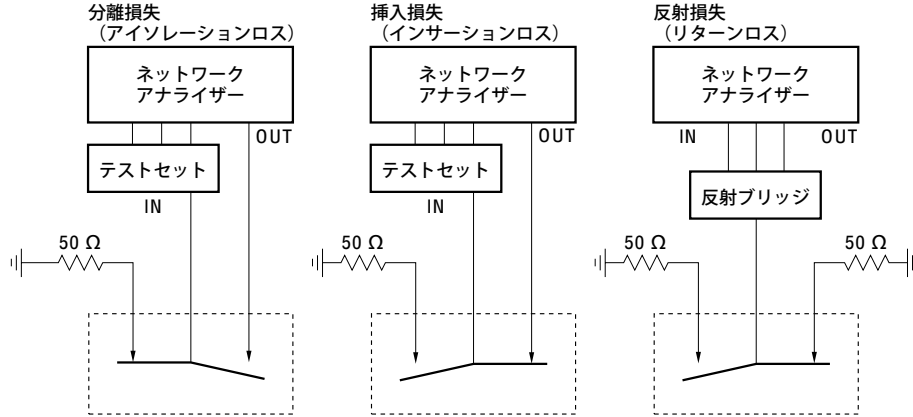 分離損失
（アイソレーションロス）
ネットワーク
アナライザー
OUT
テストセット
IN
50 Ω
挿入損失
（インサーションロス）
ネットワーク
アナライザー
OUT
テストセット
IN
50 Ω
反射損失
（リターンロス）
ネットワーク
アナライザー
IN
OUT
反射ブリッジ
50 Ω
50 Ω